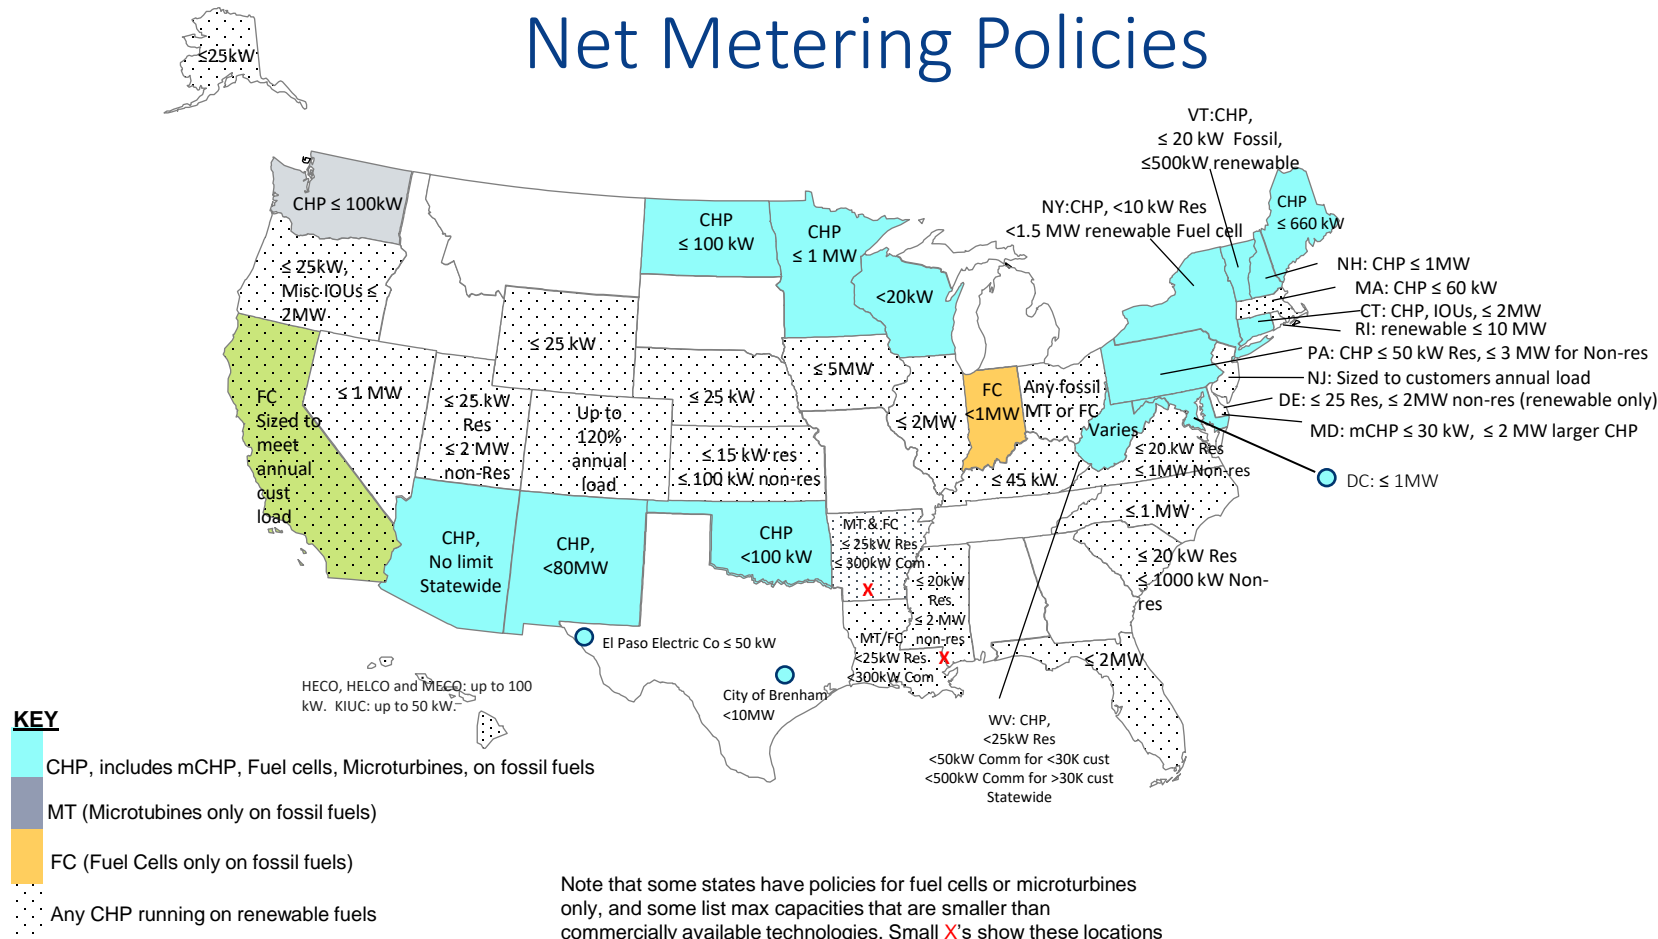 Net Metering Policies
≤25kW
VT:CHP,
≤ 20 kW Fossil,
≤500kW renewable
CHP ≤ 100kW
NY:CHP, <10 kW Res
<1.5 MW renewable Fuel cell
CHP
≤ 660 kW
CHP
≤ 100 kW
CHP
≤ 1 MW
<20kW
≤ 25kW,
Misc IOUs ≤
2MW
NH: CHP ≤ 1MW
MA: CHP ≤ 60 kW
CT: CHP, IOUs, ≤ 2MW
RI: renewable ≤ 10 MW
PA: CHP ≤ 50 kW Res, ≤ 3 MW for Non-res
NJ: Sized to customers annual load
DE: ≤ 25 Res, ≤ 2MW non-res (renewable only)
MD: mCHP ≤ 30 kW, ≤ 2 MW larger CHP
DC: ≤ 1MW
FC
Sized to
meet
annual
cust
load
≤ 1 MW
≤ 25 kW
≤ 25 kW
Res
≤ 2 MW
non-Res
Up to
120%
annual
load
≤ 25 kW
≤ 15 kW res
≤ 100 kW non-res
≤ 5MW
≤ 2MW
FC
<1MW
Any fossil
MT or FC
Varies
≤ 20 kW Res
≤ 1MW Non-res
≤ 45 kW
≤ 1 MW
≤ 20 kW Res
≤ 1000 kW Non-
res
CHP,
No limit
Statewide
CHP,
<80MW
CHP
<100 kW
MT & FC
≤ 25kW Res
≤ 300kW Com
X
≤ 20kW
Res
≤ 2 MW
non-res
MT/FC
<25kW Res
<300kW Com
X
≤ 2MW
El Paso Electric Co ≤ 50 kW
City of Brenham
<10MW
HECO, HELCO and MECO: up to 100
kW. KIUC: up to 50 kW.
WV: CHP,
<25kW Res
<50kW Comm for <30K cust
<500kW Comm for >30K cust
Statewide
KEY
CHP, includes mCHP, Fuel cells, Microturbines, on fossil fuels
MT (Microtubines only on fossil fuels)
FC (Fuel Cells only on fossil fuels)
Any CHP running on renewable fuels
Note that some states have policies for fuel cells or microturbines
only, and some list max capacities that are smaller than
commercially available technologies. Small X's show these locations